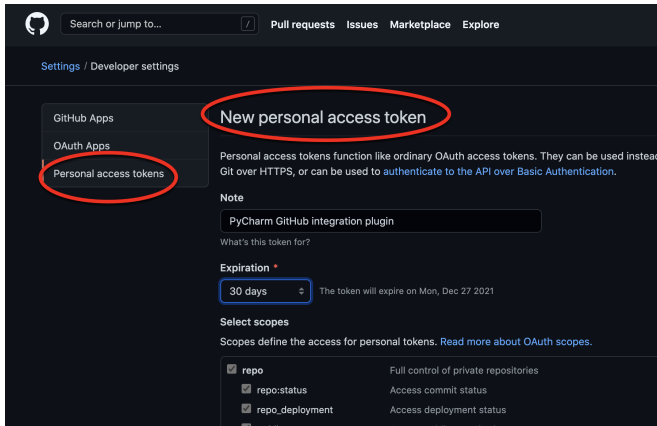 Search or jump to...
/
Pull requests Issues Marketplace Explore
Settings / Developer settings
GitHub Apps
OAuth Apps
Personal access tokens
New personal access token
Personal access tokens function like ordinary OAuth access tokens. They can be used instead
Git over HTTPS, or can be used to authenticate to the API over Basic Authentication.
Note
PyCharm GitHub integration plugin
What's this token for?
Expiration *
30 days
The token will expire on Mon, Dec 27 2021
Select scopes
Scopes define the access for personal tokens. Read more about OAuth scopes.
repo Full control of private repositories
repo:status Access commit status
repo_deployment Access deployment status